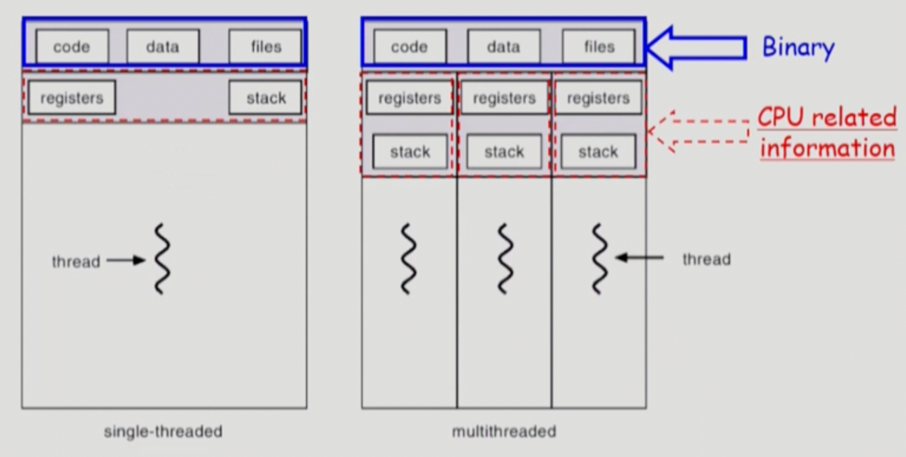 code data files
registers stack
thread
single-threaded
code data files
registers registers registers
stack stack stack
thread
multithreaded
Binary
CPU related
information